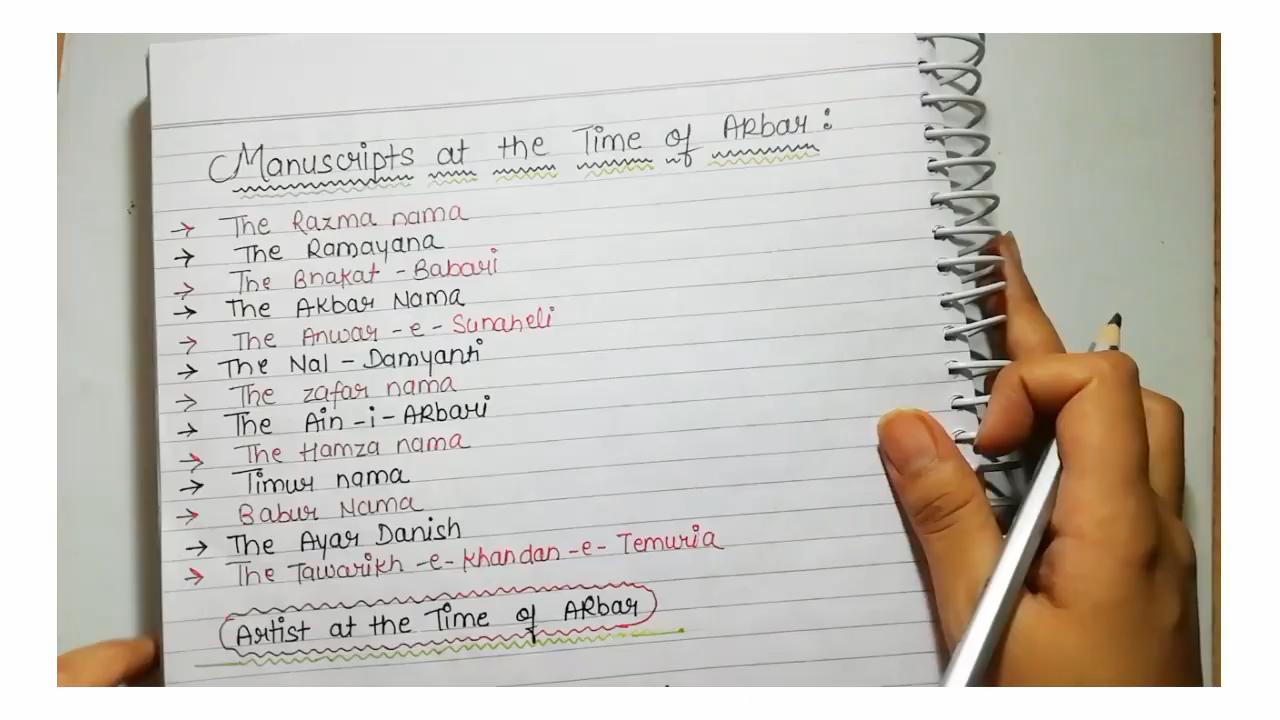 Manuscripts at the Time of Akbar :
→ The Razma nama
→ The Ramayana
→ The Bnakat - Babari
→ The Akbar Nama
→ The Anwar - e - Sunaheli
→ The Nal - Damyanti
→ The zafar nama
→ The Ain - i - Akbari
→ The Hamza nama
→ Timur nama
→ Babur Nama
→ The Ayar Danish
→ The Tawarikh - e - Khandan - e - Temuria
Artist at the Time of Akbar